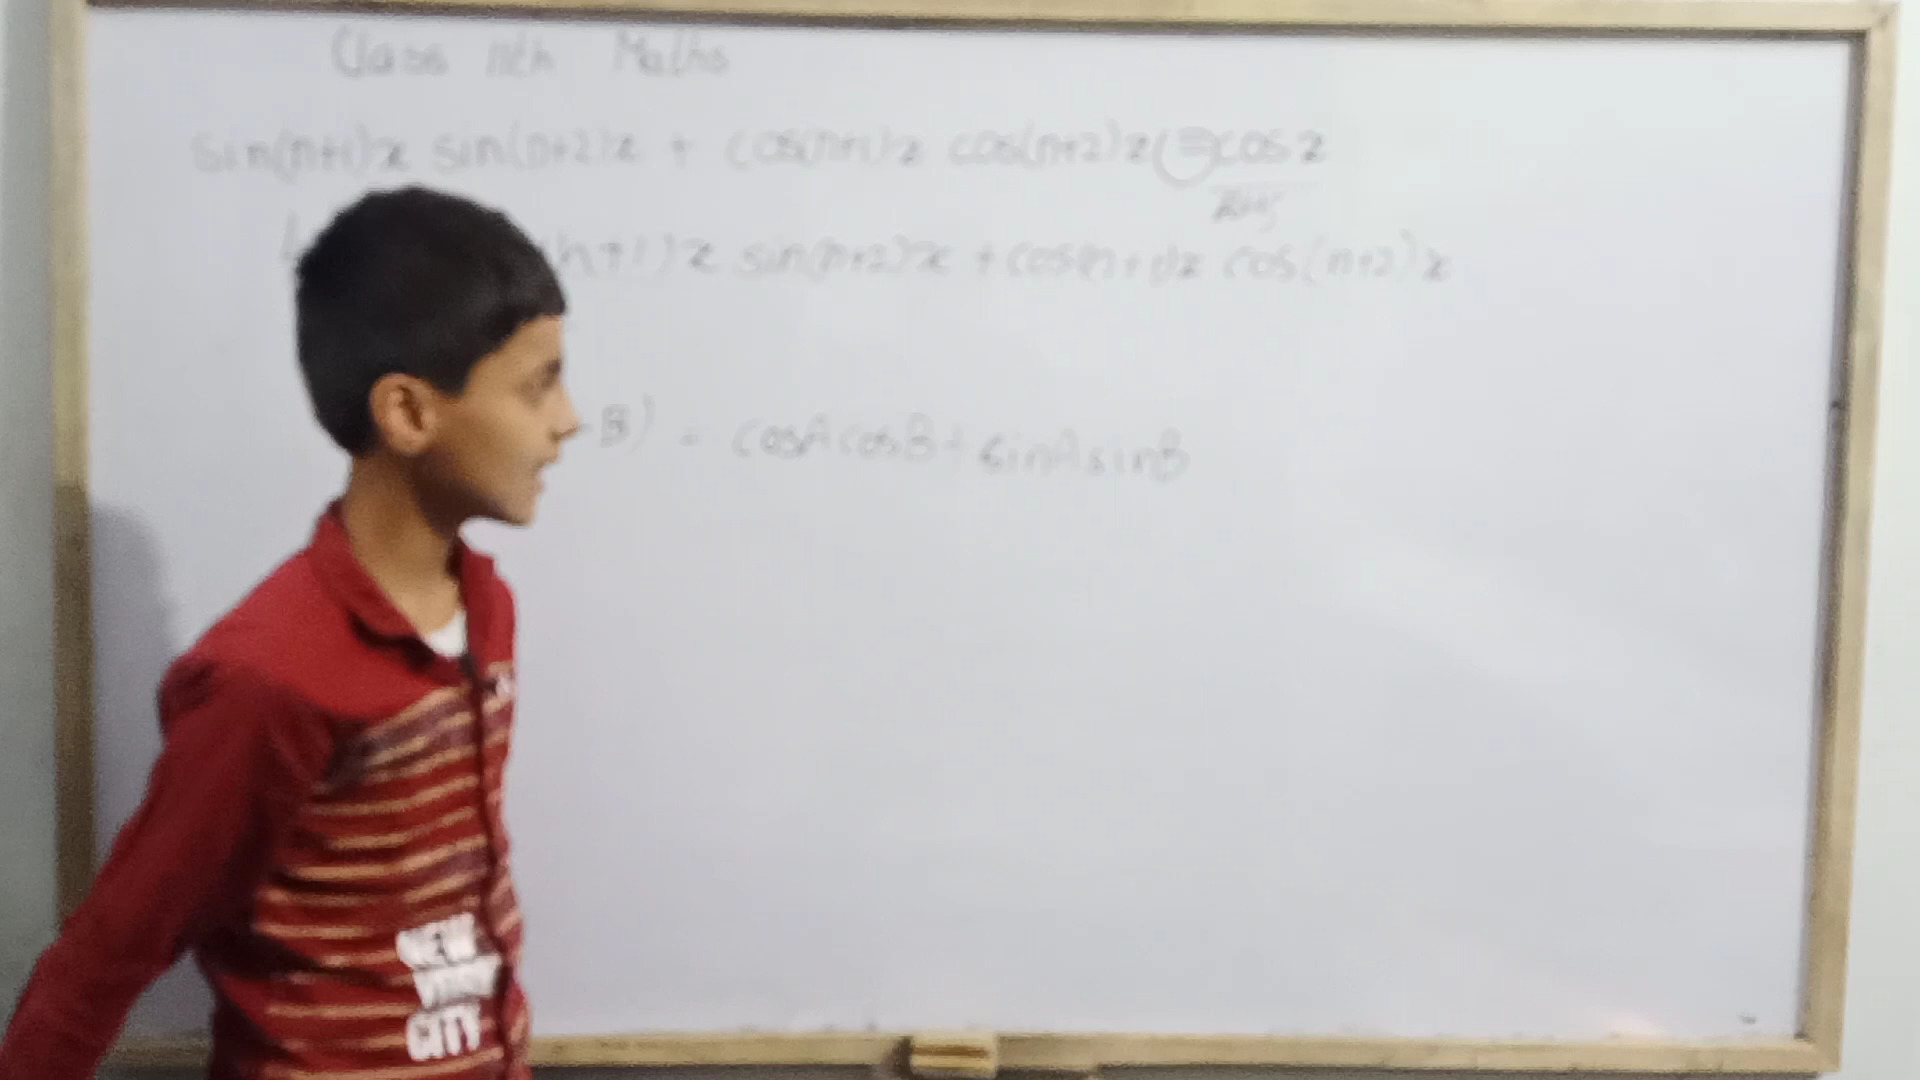 Class 11th Maths
sin(n+1)x sin(n+2)x + cos(n+1)x cos(n+2)x = cos x
RHS
(n+1)x sin(n+2)x + cos(n+1)x cos(n+2)x
-B) = cosA cosB + sinA sinB
NEW
YORK
CITY